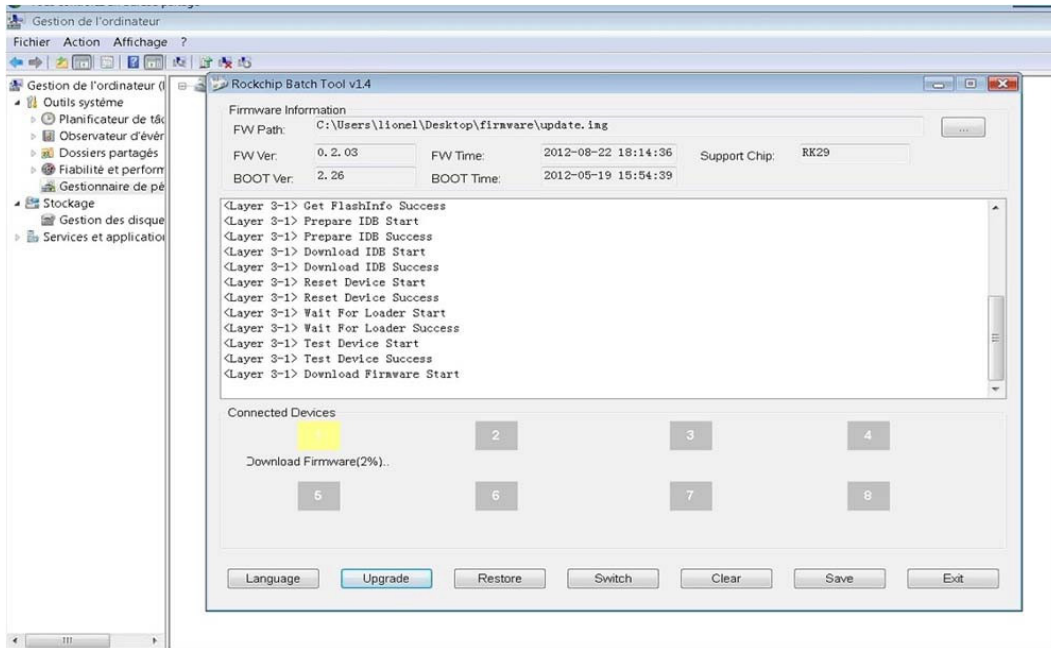 Gestion de l'ordinateur
Fichier Action Affichage ?
Gestion de l'ordinateur (l
Outils système
Planificateur de tâc
Observateur d'évér
Dossiers partagés
Fiabilité et perform
Gestionnaire de pé
Stockage
Gestion des disque
Services et application
Rockchip Batch Tool v1.4
Firmware Information
FW Path: C:\Users\lionel\Desktop\firmware\update.img ...
FW Ver: 0.2.03 FW Time: 2012-08-22 18:14:36 Support Chip: RK29
BOOT Ver: 2.26 BOOT Time: 2012-05-19 15:54:39
<Layer 3-1> Get FlashInfo Success
<Layer 3-1> Prepare IDB Start
<Layer 3-1> Prepare IDB Success
<Layer 3-1> Download IDB Start
<Layer 3-1> Download IDB Success
<Layer 3-1> Reset Device Start
<Layer 3-1> Reset Device Success
<Layer 3-1> Wait For Loader Start
<Layer 3-1> Wait For Loader Success
<Layer 3-1> Test Device Start
<Layer 3-1> Test Device Success
<Layer 3-1> Download Firmware Start
Connected Devices
1 2 3 4
Download Firmware(2%)..
5 6 7 8
Language Upgrade Restore Switch Clear Save Exit